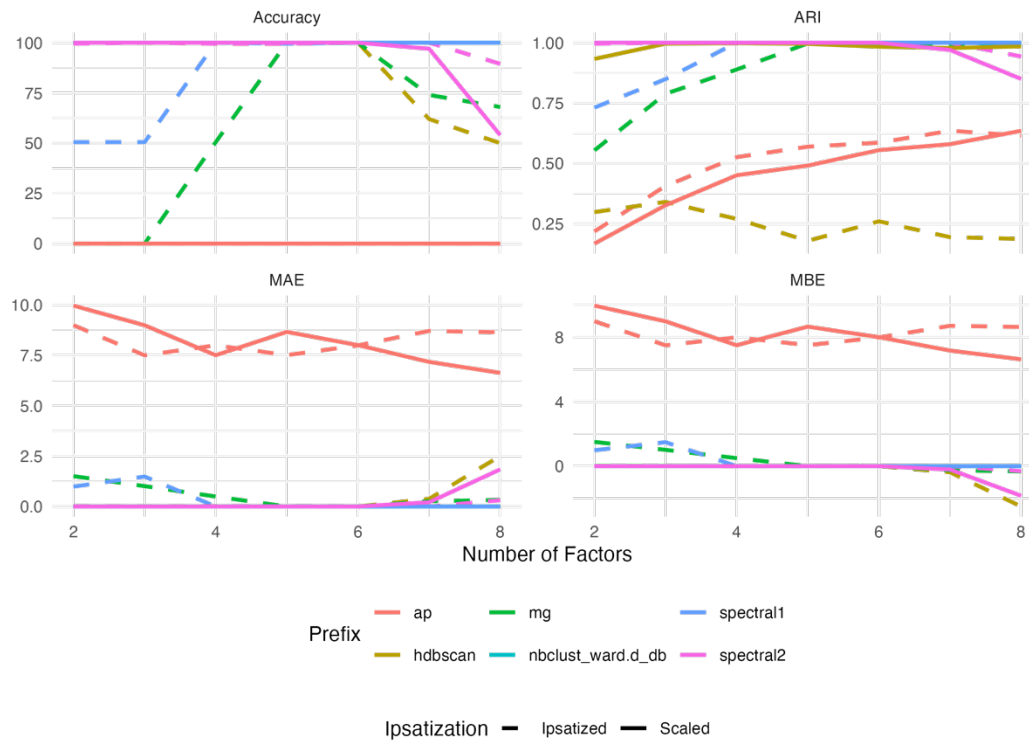 Accuracy
ARI
100
75
50
25
0
1.00
0.75
0.50
0.25
MAE
MBE
10.0
7.5
5.0
2.5
0.0
8
4
0
2 4 6 8
2 4 6 8
Number of Factors
Prefix
ap mg spectral1
hdbscan nbclust_ward.d_db spectral2
Ipsatization Ipsatized Scaled